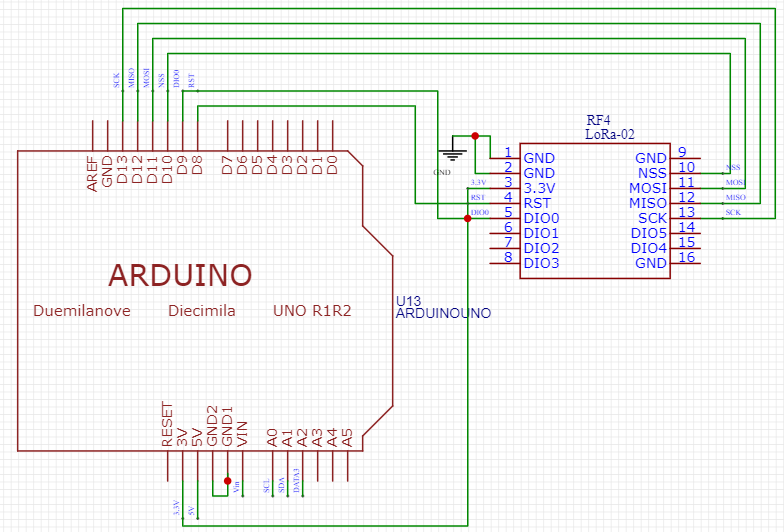 SCK
MISO
MOSI
NSS
DIO0
RST
AREF
GND
D13
D12
D11
D10
D9
D8
D7
D6
D5
D4
D3
D2
D1
D0
ARDUINO
Duemilanove Diecimila UNO R1R2
U13
ARDUINOUNO
RESET
3V
5V
GND2
GND1
VIN
A0
A1
A2
A3
A4
A5
3.3V
5V
Vin
SCL
SDA
DATA3
GND
RF4
LoRa-02
1 GND GND 9
2 GND NSS 10 NSS
3.3V 3 3.3V MOSI 11 MOSI
RST 4 RST MISO 12 MISO
DIO0 5 DIO0 SCK 13 SCK
6 DIO1 DIO5 14
7 DIO2 DIO4 15
8 DIO3 GND 16